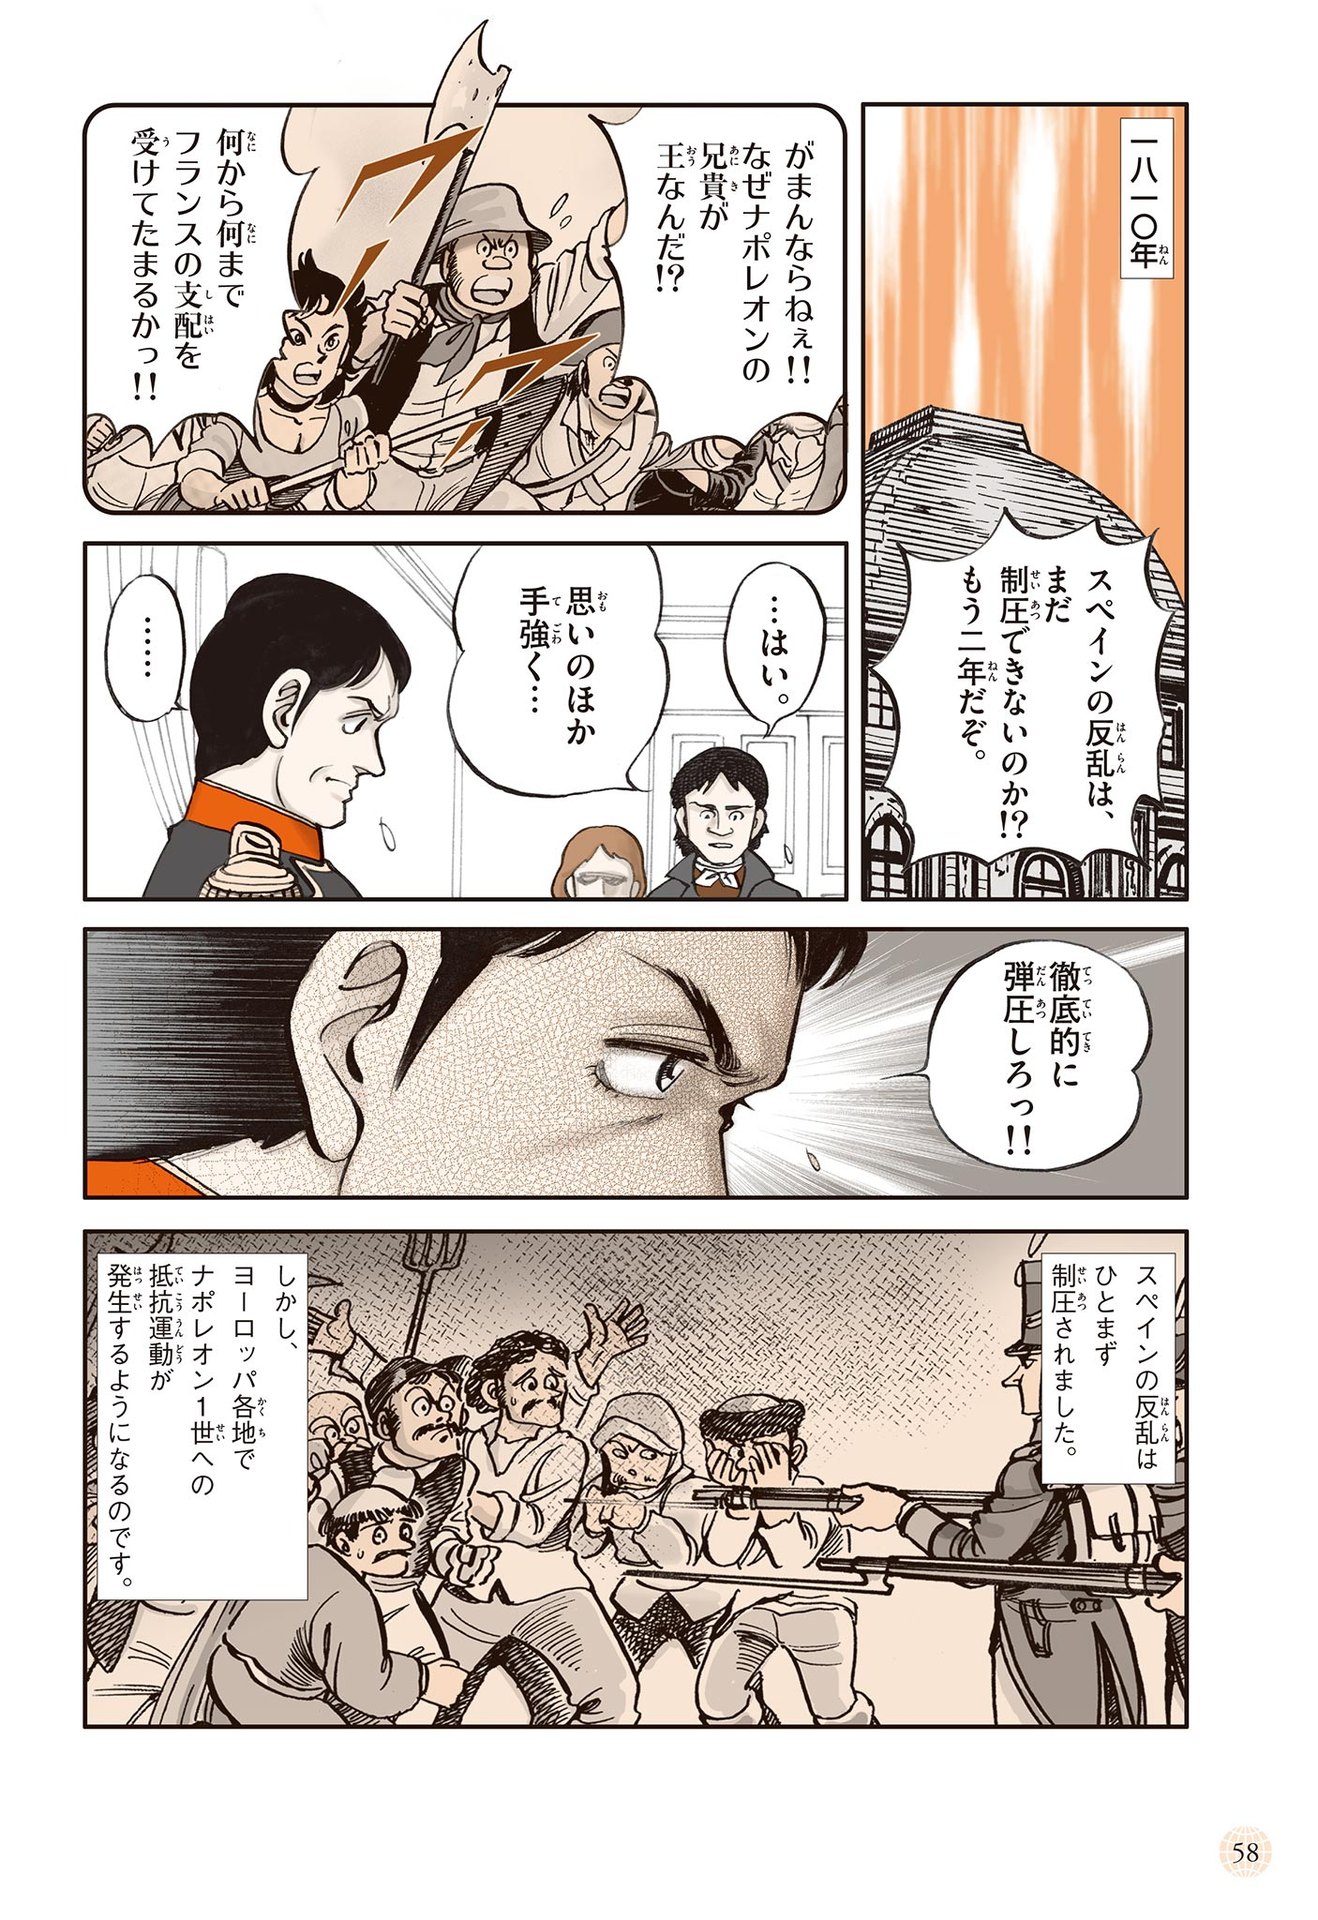 一八一〇年
スペインの反乱は、
まだ
制圧できないのか!?
もう二年だぞ。
がまんならねぇ!!
なぜナポレオンの
兄貴が
王なんだ!?
何から何まで
フランスの支配を
受けてたまるかっ!!
…はい。
思いのほか
手強く…
……
徹底的に
弾圧しろっ!!
スペインの反乱は
ひとまず
制圧されました。
しかし、
ヨーロッパ各地で
ナポレオン1世への
抵抗運動が
発生するようになるのです。
58